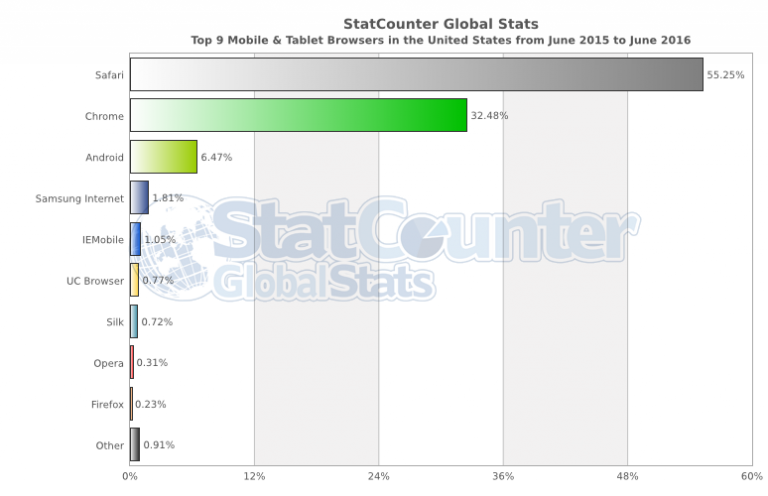 StatCounter Global Stats
Top 9 Mobile & Tablet Browsers in the United States from June 2015 to June 2016
Safari 55.25%
Chrome 32.48%
Android 6.47%
Samsung Internet 1.81%
IEMobile 1.05%
UC Browser 0.77%
Silk 0.72%
Opera 0.31%
Firefox 0.23%
Other 0.91%
StatCounter
GlobalStats
0% 12% 24% 36% 48% 60%